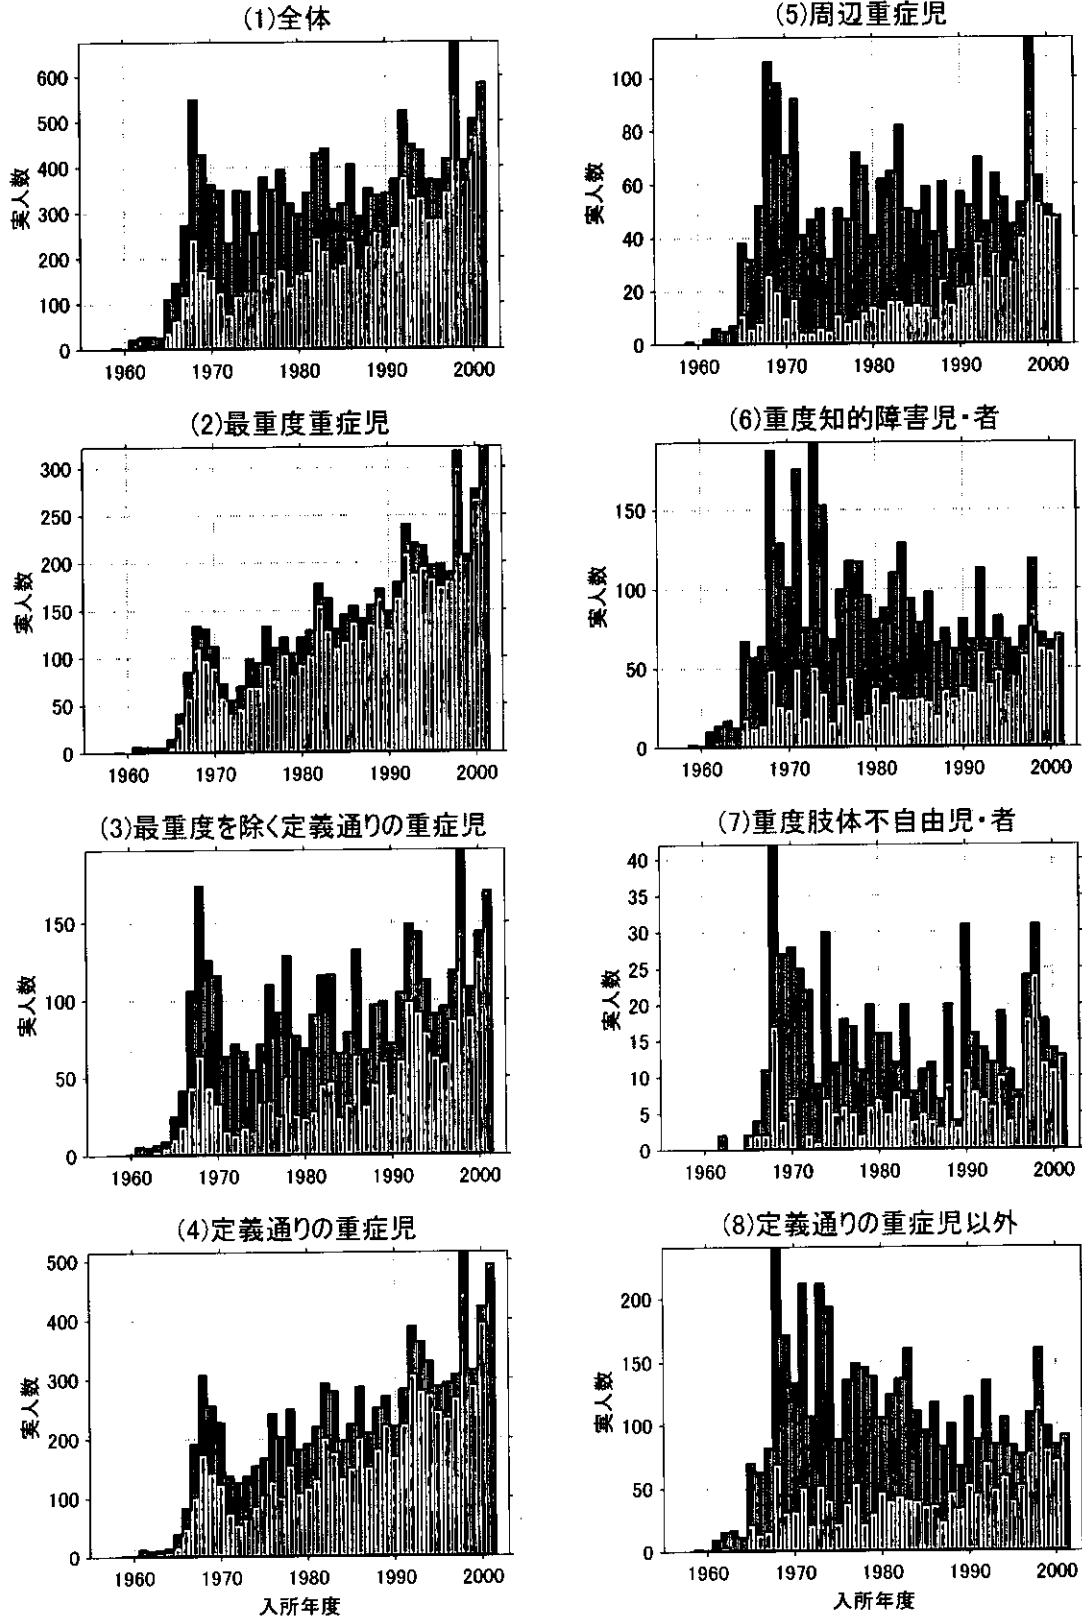 (1)全体
600
500
400
300
200
100
0
実人数
1960 1970 1980 1990 2000
(2)最重度重症児
300
250
200
150
100
50
0
実人数
1960 1970 1980 1990 2000
(3)最重度を除く定義通りの重症児
150
100
50
0
実人数
1960 1970 1980 1990 2000
(4)定義通りの重症児
500
400
300
200
100
0
実人数
1960 1970 1980 1990 2000
入所年度
(5)周辺重症児
100
80
60
40
20
0
実人数
1960 1970 1980 1990 2000
(6)重度知的障害児・者
150
100
50
0
実人数
1960 1970 1980 1990 2000
(7)重度肢体不自由児・者
40
35
30
25
20
15
10
5
0
実人数
1960 1970 1980 1990 2000
(8)定義通りの重症児以外
200
150
100
50
0
実人数
1960 1970 1980 1990 2000
入所年度